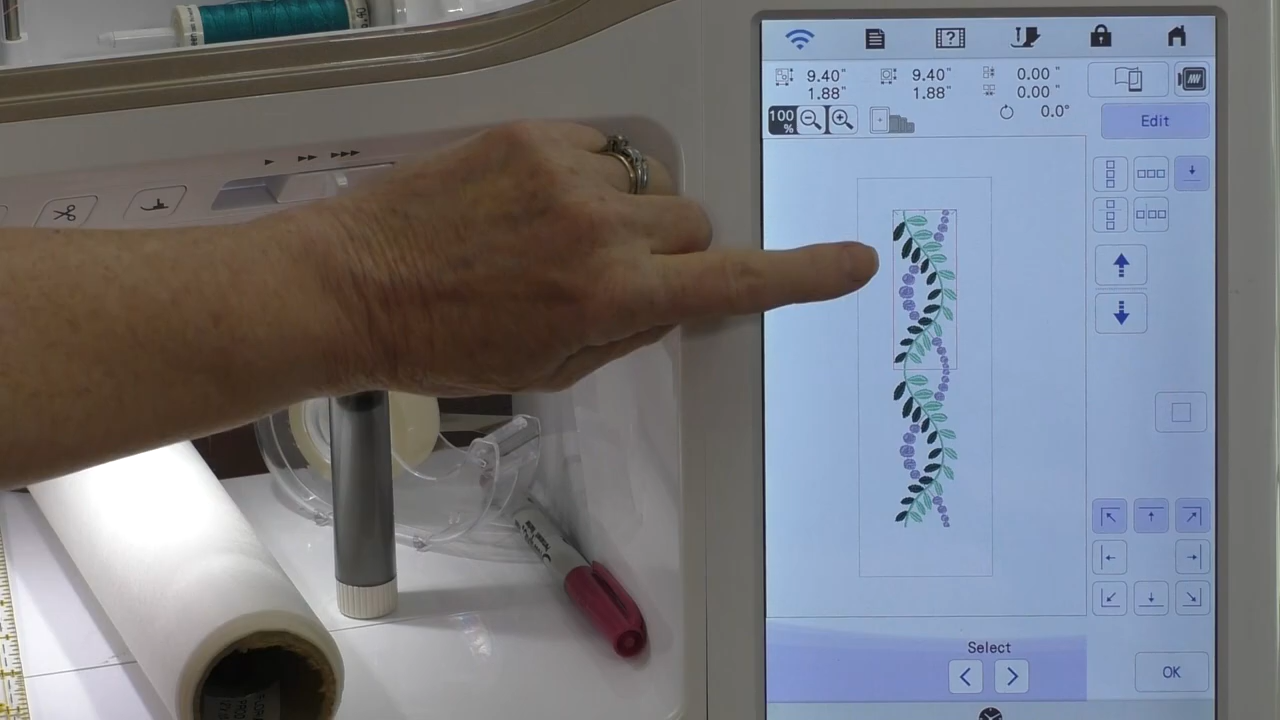 9.40" 9.40" 0.00 "
1.88" 1.88" 0.00 "
100 % 0.0°
Edit
Select
OK